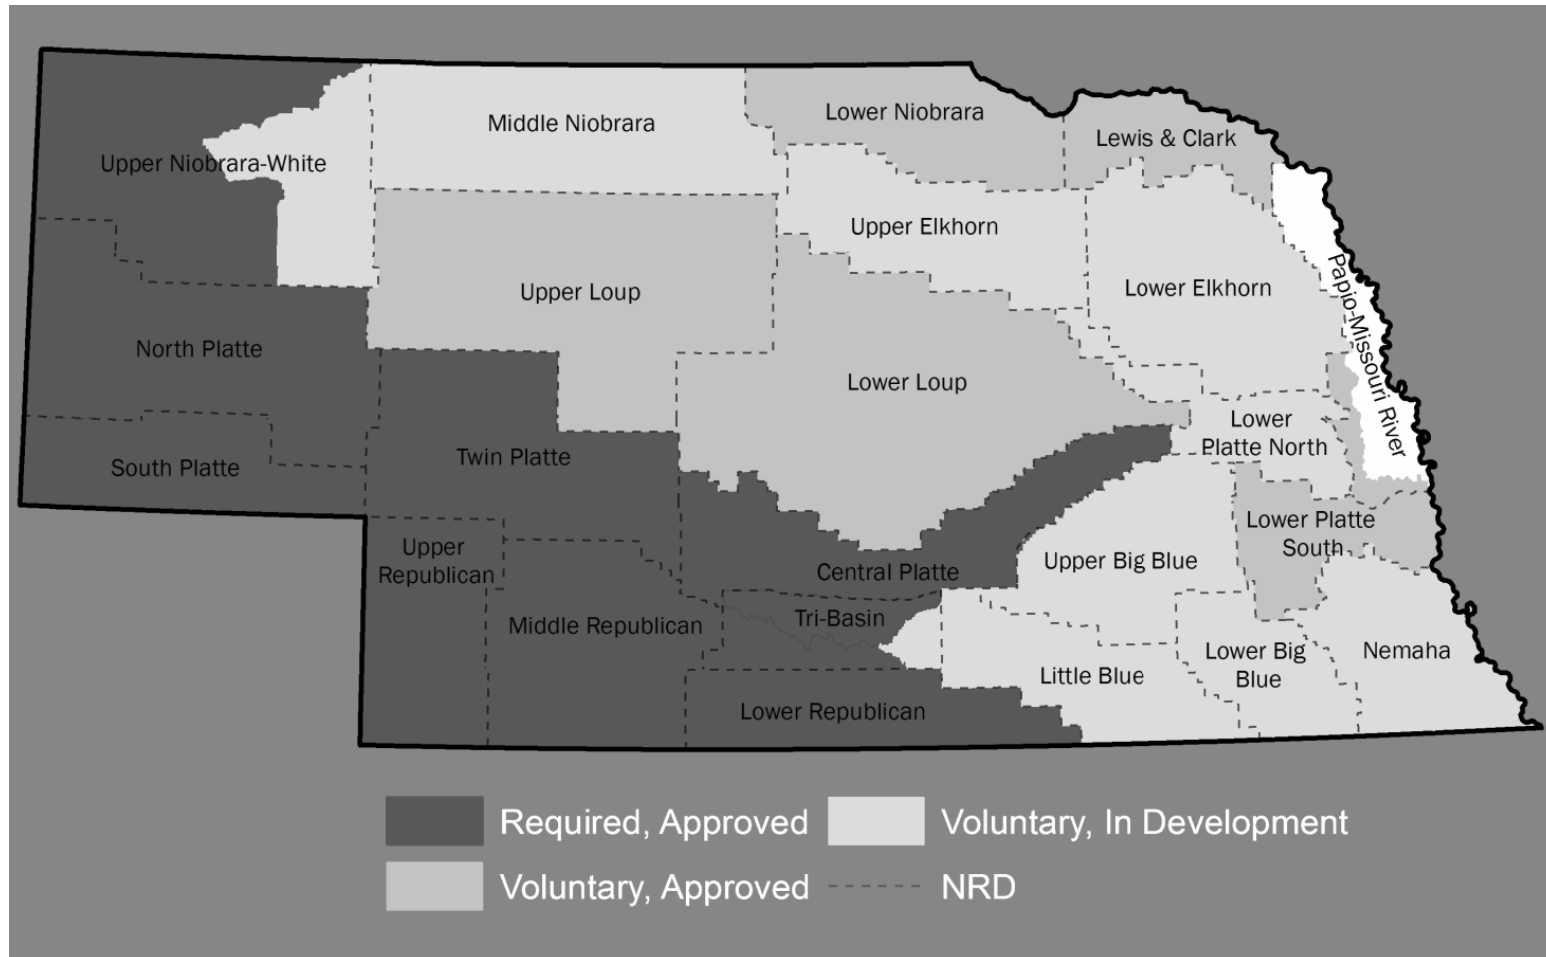 Middle Niobrara
Lower Niobrara
Lewis & Clark
Upper Niobrara-White
Upper Elkhorn
Lower Elkhorn
Upper Loup
Papio-Missouri River
North Platte
Lower Loup
Lower
Platte North
South Platte
Twin Platte
Lower Platte
South
Upper
Republican
Central Platte
Upper Big Blue
Middle Republican
Tri-Basin
Lower Big
Blue
Nemaha
Little Blue
Lower Republican
Required, Approved
Voluntary, In Development
Voluntary, Approved
NRD